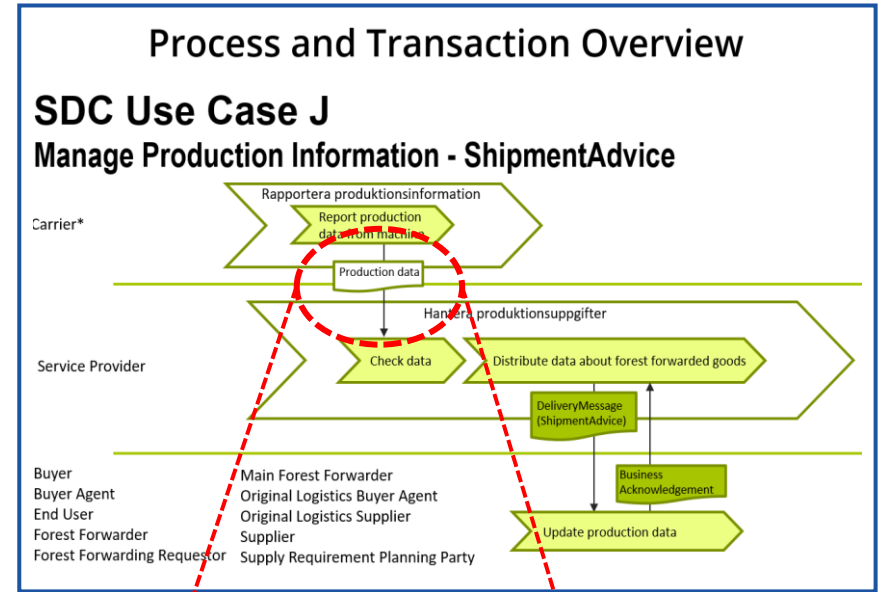 Process and Transaction Overview
SDC Use Case J
Manage Production Information - ShipmentAdvice
Rapportera produktionsinformation
Carrier*
Report production
data from machine
Production data
Hantera produktionsuppgifter
Service Provider
Check data
Distribute data about forest forwarded goods
DeliveryMessage
(ShipmentAdvice)
Buyer
Buyer Agent
End User
Forest Forwarder
Forest Forwarding Requestor
Main Forest Forwarder
Original Logistics Buyer Agent
Original Logistics Supplier
Supplier
Supply Requirement Planning Party
Business
Acknowledgement
Update production data